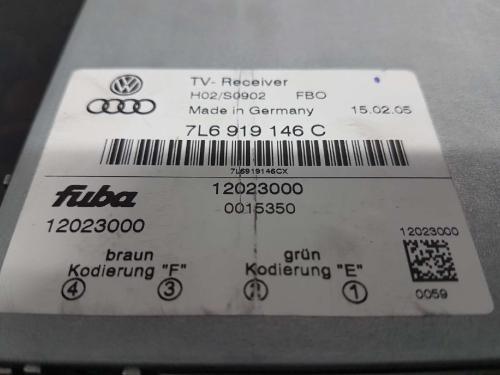 TV- Receiver
H02/S0902 FBO
Made in Germany 15.02.05
7L6 919 146 C
7L6919146CX
fuba 12023000
0015350
12023000
12023000
braun grün
Kodierung "F" Kodierung "E"
4 3 2 1
0059